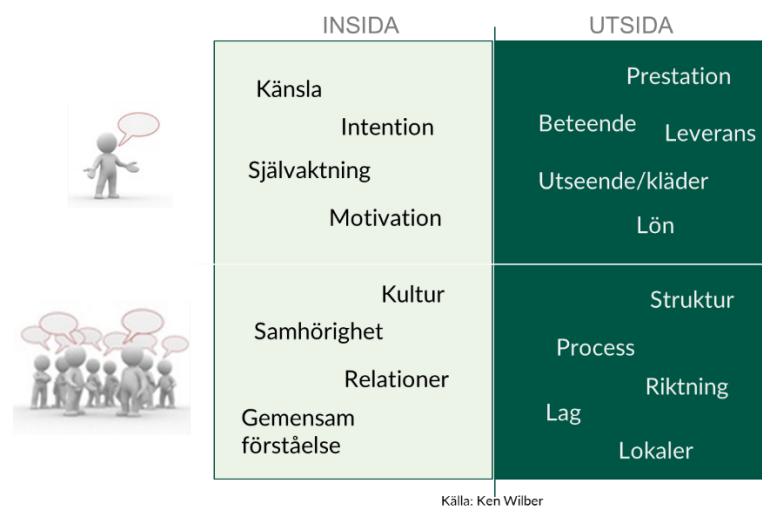 INSIDA
UTSIDA
Känsla
Intention
Självaktning
Motivation
Prestation
Beteende
Leverans
Utseende/kläder
Lön
Kultur
Samhörighet
Relationer
Gemensam
förståelse
Struktur
Process
Riktning
Lag
Lokaler
Källa: Ken Wilber